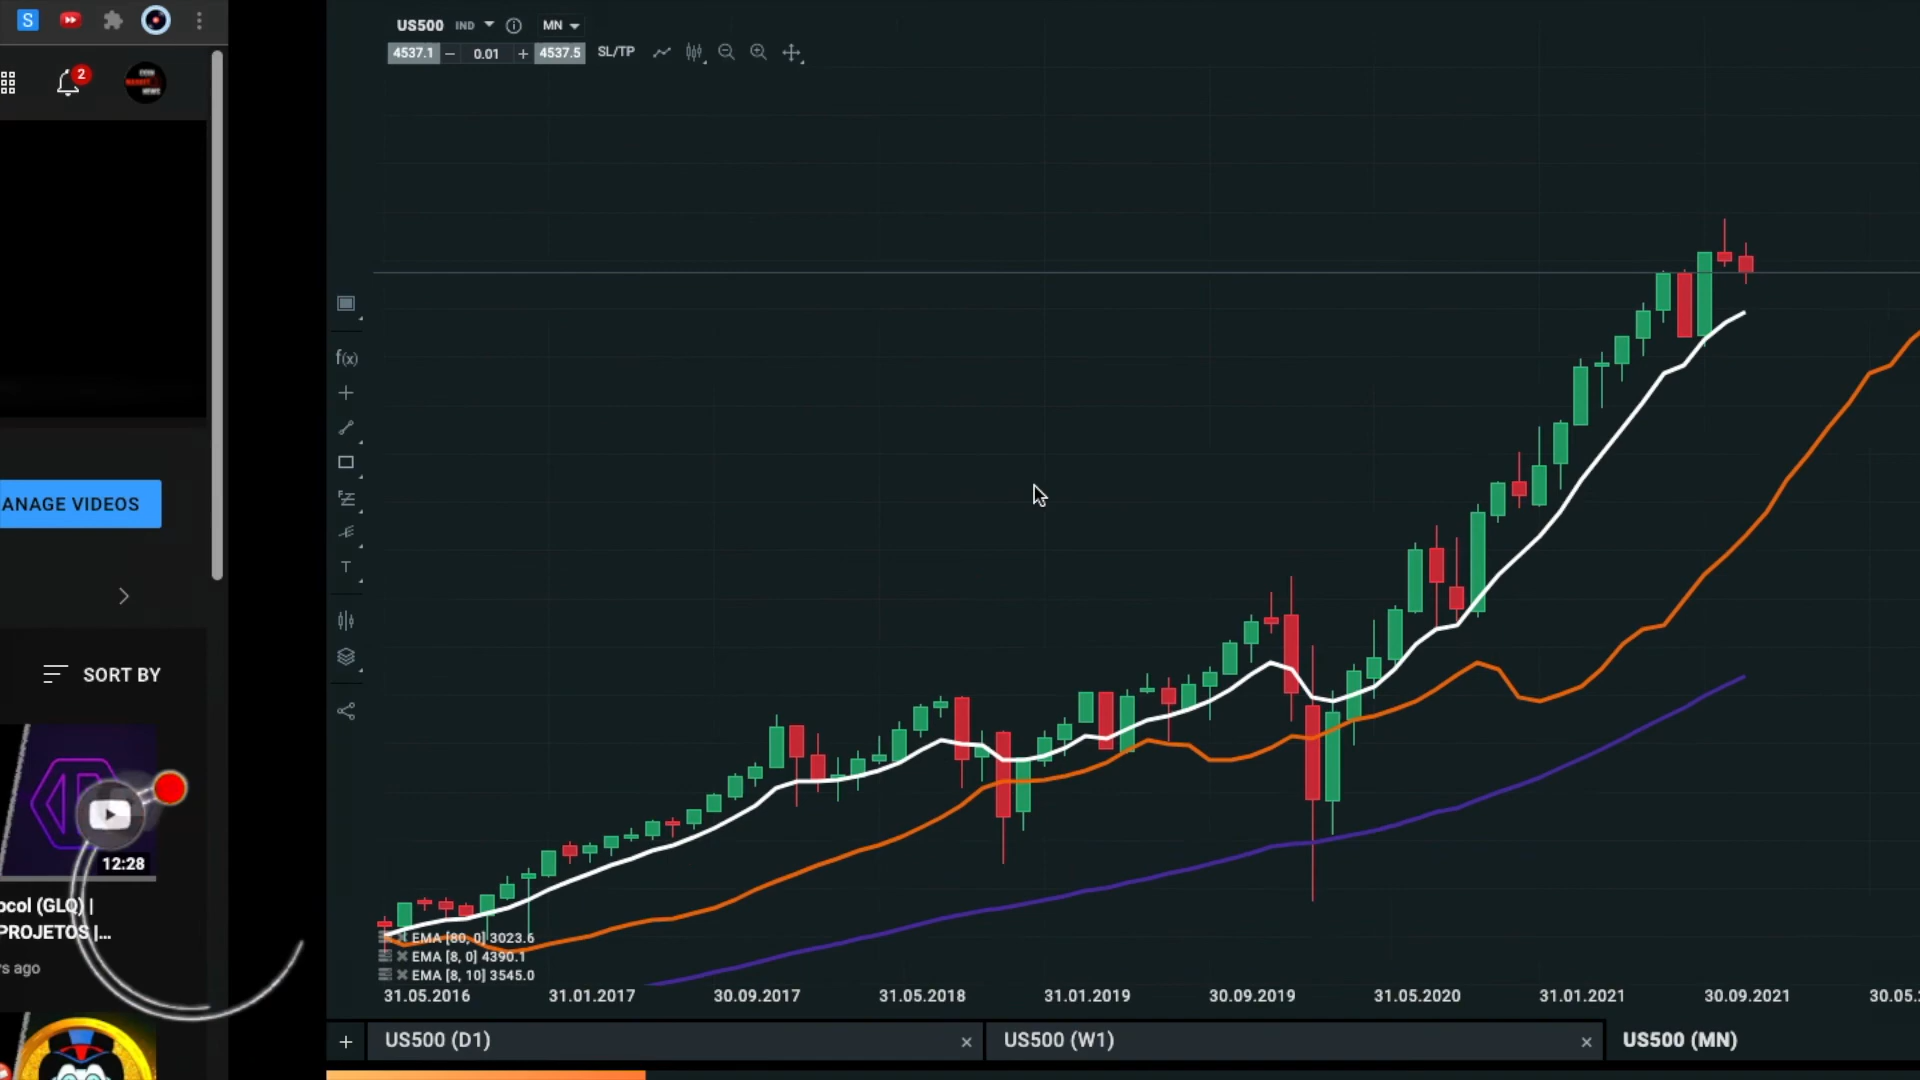 S
2
ANAGE VIDEOS
SORT BY
12:28
ocol (GLQ) |
PROJETOS |...
s ago
US500 IND MN
4537.1 − 0.01 + 4537.5 SL/TP
f(x)
T
EMA [80, 0] 3023.6
EMA [8, 0] 4390.1
EMA [8, 10] 3545.0
31.05.2016 31.01.2017 30.09.2017 31.05.2018 31.01.2019 30.09.2019 31.05.2020 31.01.2021 30.09.2021 30.05.
+ US500 (D1) × US500 (W1) × US500 (MN)